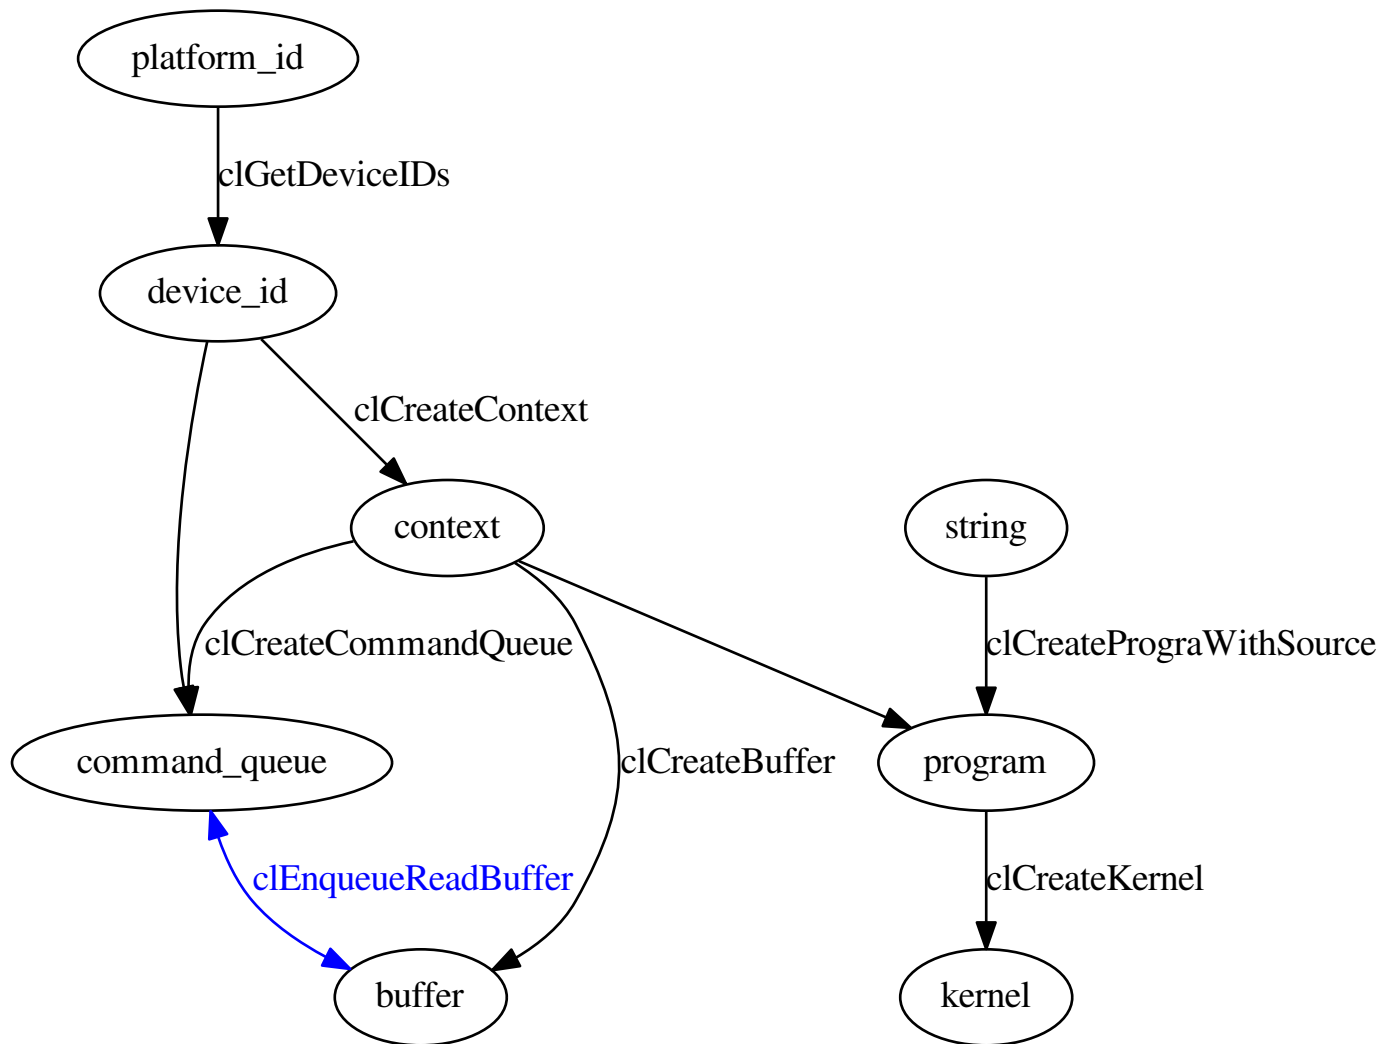 platform_id
clGetDeviceIDs
device_id
clCreateContext
context
string
clCreateCommandQueue
clCreatePrograWithSource
command_queue
clCreateBuffer
program
clEnqueueReadBuffer
clCreateKernel
buffer
kernel